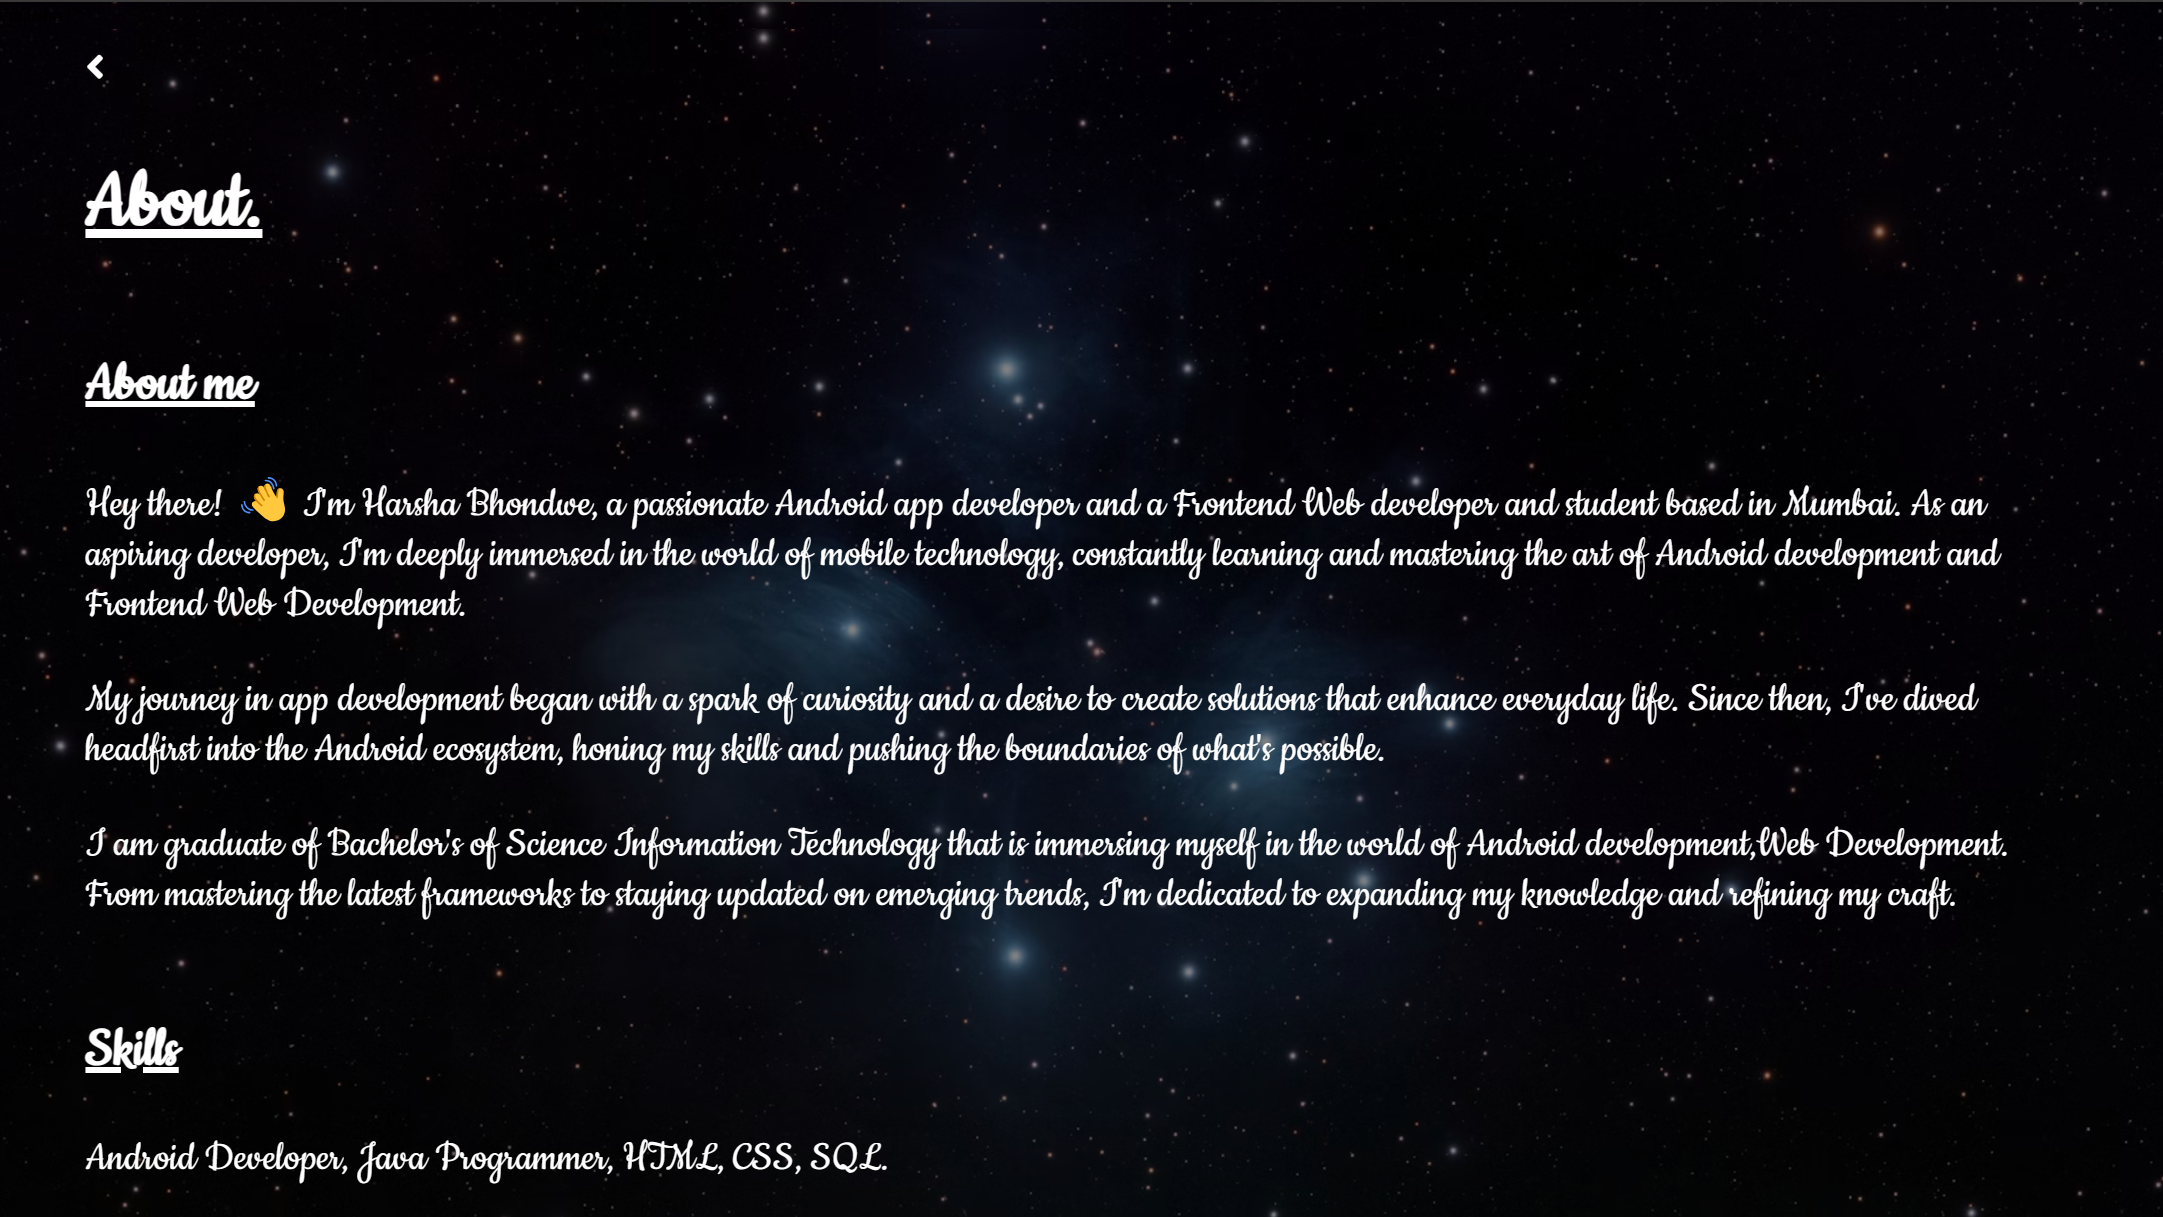 About.
About me
Hey there! 👋 I'm Harsha Bhondwe, a passionate Android app developer and a Frontend Web developer and student based in Mumbai. As an
aspiring developer, I'm deeply immersed in the world of mobile technology, constantly learning and mastering the art of Android development and
Frontend Web Development.
My journey in app development began with a spark of curiosity and a desire to create solutions that enhance everyday life. Since then, I've dived
headfirst into the Android ecosystem, honing my skills and pushing the boundaries of what's possible.
I am graduate of Bachelor's of Science Information Technology that is immersing myself in the world of Android development,Web Development.
From mastering the latest frameworks to staying updated on emerging trends, I'm dedicated to expanding my knowledge and refining my craft.
Skills
Android Developer, Java Programmer, HTML, CSS, SQL.